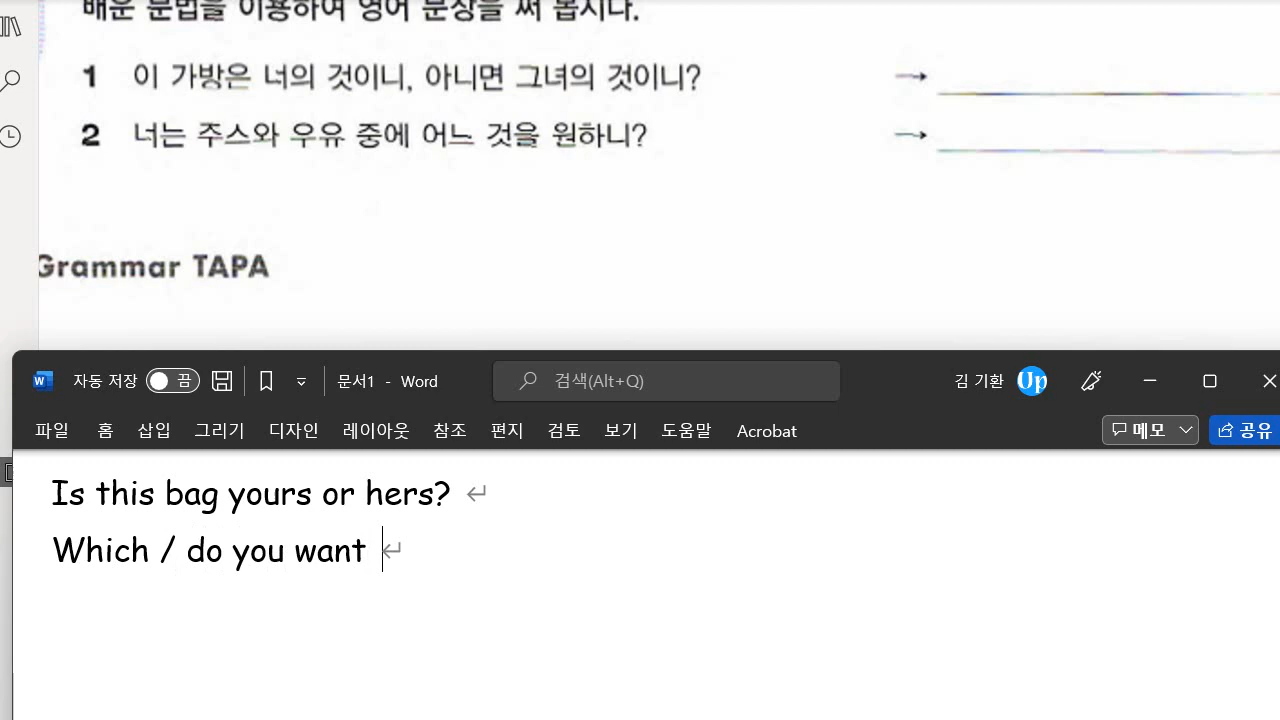 배운 문법을 이용하여 영어 문장을 써 봅시다.
1 이 가방은 너의 것이니, 아니면 그녀의 것이니? →
2 너는 주스와 우유 중에 어느 것을 원하니? →
Grammar TAPA
자동 저장 끔 문서1 - Word 검색(Alt+Q) 김 기환 Up
파일 홈 삽입 그리기 디자인 레이아웃 참조 편지 검토 보기 도움말 Acrobat 메모 공유
Is this bag yours or hers?
Which / do you want